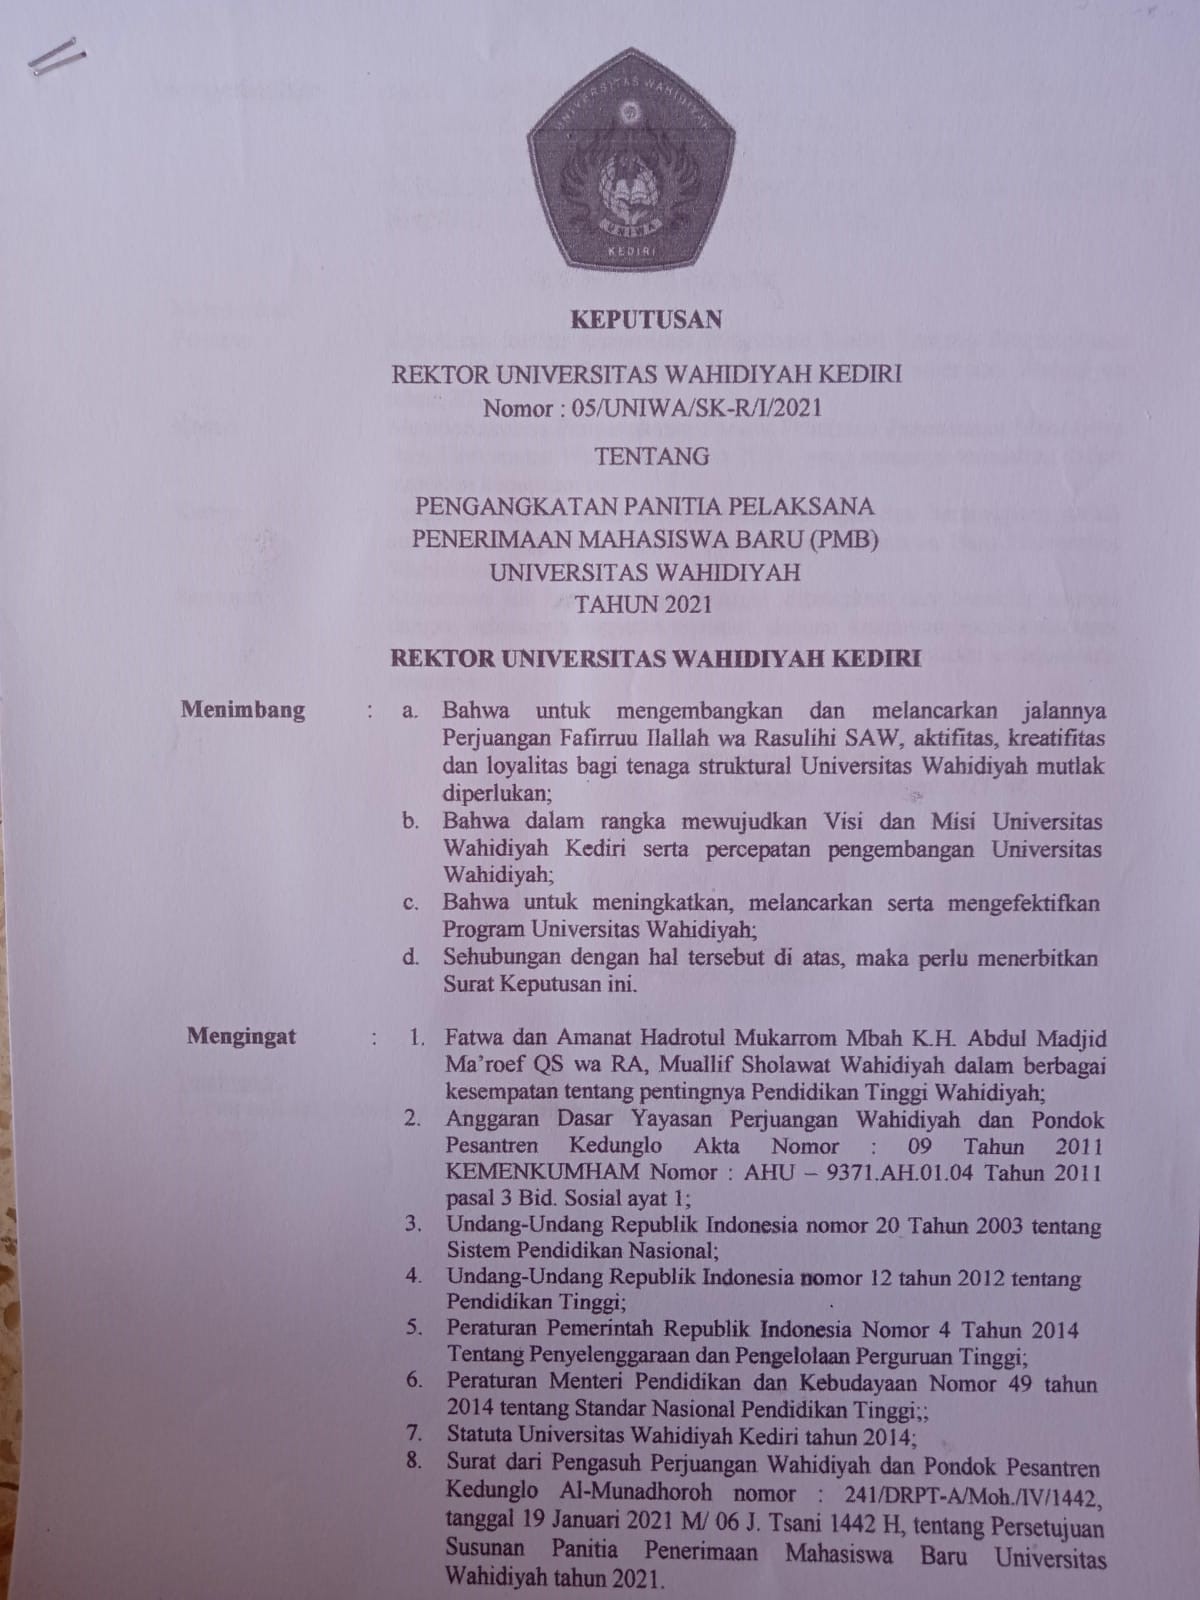 UNIVERSITAS WAHIDIYAH
UNIWA
KEDIRI
KEPUTUSAN
REKTOR UNIVERSITAS WAHIDIYAH KEDIRI
Nomor : 05/UNIWA/SK-R/I/2021
TENTANG
PENGANGKATAN PANITIA PELAKSANA
PENERIMAAN MAHASISWA BARU (PMB)
UNIVERSITAS WAHIDIYAH
TAHUN 2021
REKTOR UNIVERSITAS WAHIDIYAH KEDIRI
Menimbang : a. Bahwa untuk mengembangkan dan melancarkan jalannya
Perjuangan Fafirruu Ilallah wa Rasulihi SAW, aktifitas, kreatifitas
dan loyalitas bagi tenaga struktural Universitas Wahidiyah mutlak
diperlukan;
b. Bahwa dalam rangka mewujudkan Visi dan Misi Universitas
Wahidiyah Kediri serta percepatan pengembangan Universitas
Wahidiyah;
c. Bahwa untuk meningkatkan, melancarkan serta mengefektifkan
Program Universitas Wahidiyah;
d. Sehubungan dengan hal tersebut di atas, maka perlu menerbitkan
Surat Keputusan ini.
Mengingat : 1. Fatwa dan Amanat Hadrotul Mukarrom Mbah K.H. Abdul Madjid
Ma'roef QS wa RA, Muallif Sholawat Wahidiyah dalam berbagai
kesempatan tentang pentingnya Pendidikan Tinggi Wahidiyah;
2. Anggaran Dasar Yayasan Perjuangan Wahidiyah dan Pondok
Pesantren Kedunglo Akta Nomor : 09 Tahun 2011
KEMENKUMHAM Nomor : AHU – 9371.AH.01.04 Tahun 2011
pasal 3 Bid. Sosial ayat 1;
3. Undang-Undang Republik Indonesia nomor 20 Tahun 2003 tentang
Sistem Pendidikan Nasional;
4. Undang-Undang Republik Indonesia nomor 12 tahun 2012 tentang
Pendidikan Tinggi;
5. Peraturan Pemerintah Republik Indonesia Nomor 4 Tahun 2014
Tentang Penyelenggaraan dan Pengelolaan Perguruan Tinggi;
6. Peraturan Menteri Pendidikan dan Kebudayaan Nomor 49 tahun
2014 tentang Standar Nasional Pendidikan Tinggi;;
7. Statuta Universitas Wahidiyah Kediri tahun 2014;
8. Surat dari Pengasuh Perjuangan Wahidiyah dan Pondok Pesantren
Kedunglo Al-Munadhoroh nomor : 241/DRPT-A/Moh./IV/1442,
tanggal 19 Januari 2021 M/ 06 J. Tsani 1442 H, tentang Persetujuan
Susunan Panitia Penerimaan Mahasiswa Baru Universitas
Wahidiyah tahun 2021.